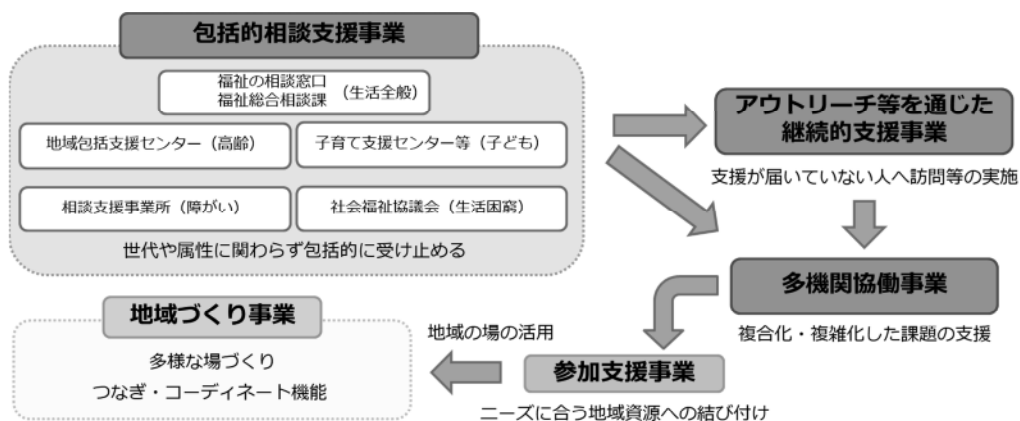 包括的相談支援事業
福祉の相談窓口
福祉総合相談課
（生活全般）
地域包括支援センター（高齢）
子育て支援センター等（子ども）
相談支援事業所（障がい）
社会福祉協議会（生活困窮）
世代や属性に関わらず包括的に受け止める
アウトリーチ等を通じた
継続的支援事業
支援が届いていない人へ訪問等の実施
多機関協働事業
複合化・複雑化した課題の支援
参加支援事業
ニーズに合う地域資源への結び付け
地域の場の活用
地域づくり事業
多様な場づくり
つなぎ・コーディネート機能